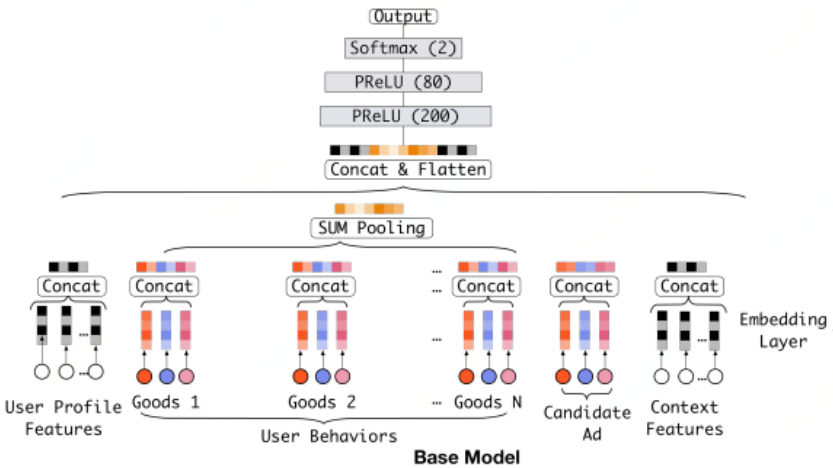 Output
Softmax (2)
PReLU (80)
PReLU (200)
Concat & Flatten
SUM Pooling
...
Concat
Concat
Concat
...
Concat
Concat
Concat
...
...
...
...
Embedding
Layer
User Profile
Features
Goods 1
Goods 2
...
Goods N
User Behaviors
Candidate
Ad
Context
Features
Base Model